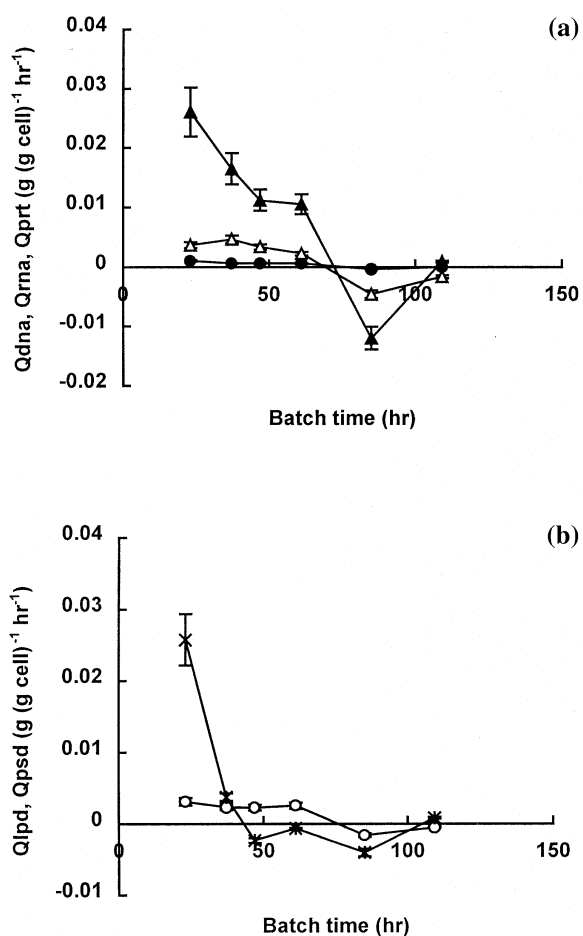 (a)
0.04
0.03
0.02
0.01
0
-0.01
-0.02
0 50 100 150
Qdna, Qrna, Qprt (g (g cell)-1 hr-1)
Batch time (hr)
(b)
0.04
0.03
0.02
0.01
0
-0.01
0 50 100 150
Qlpd, Qpsd (g (g cell)-1 hr-1)
Batch time (hr)